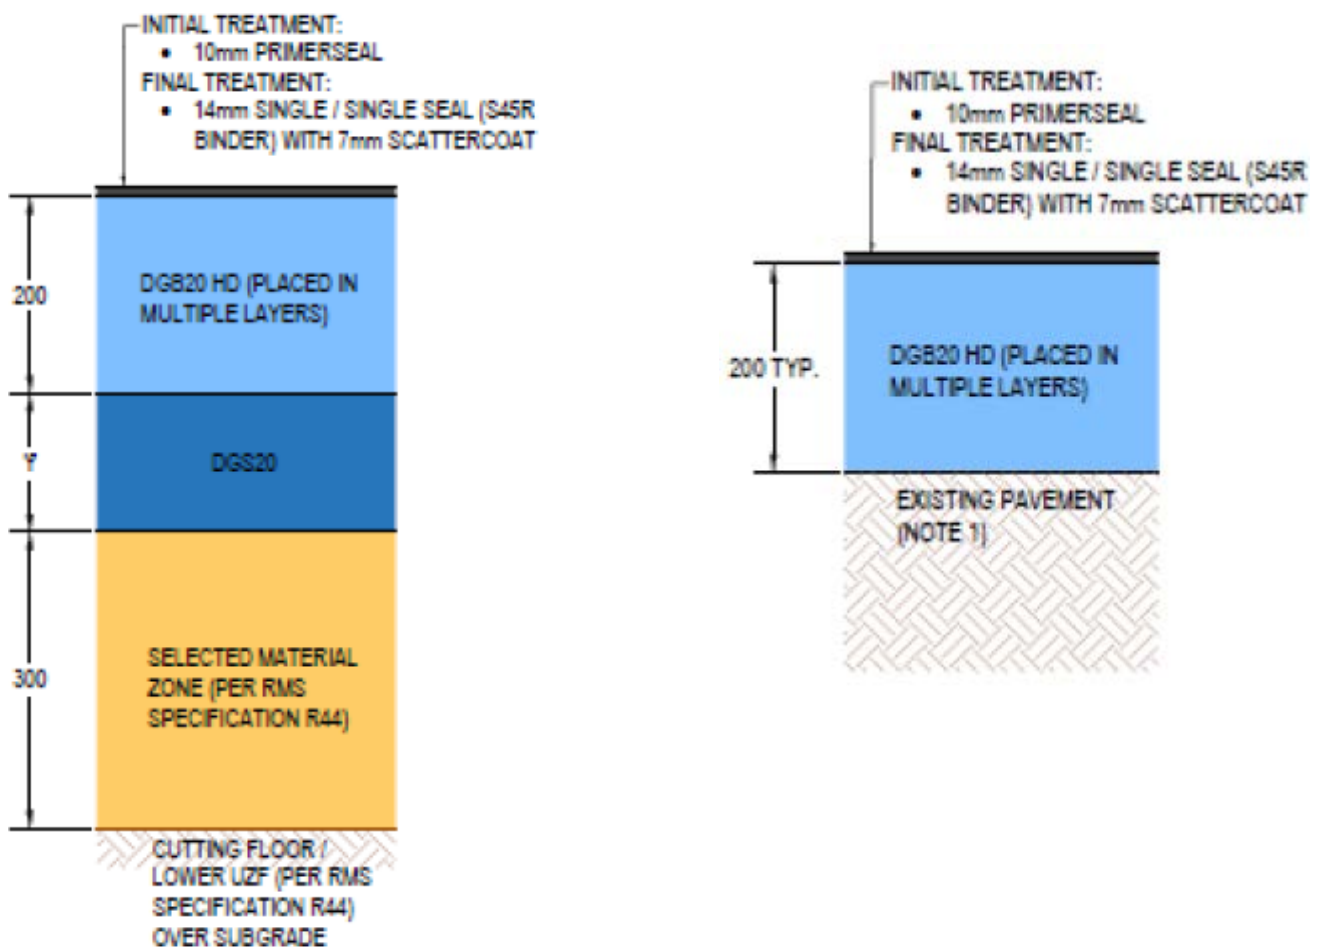 INITIAL TREATMENT:
• 10mm PRIMERSEAL
FINAL TREATMENT:
• 14mm SINGLE / SINGLE SEAL (S45R
BINDER) WITH 7mm SCATTERCOAT
200
DGB20 HD (PLACED IN
MULTIPLE LAYERS)
Y
DGS20
300
SELECTED MATERIAL
ZONE (PER RMS
SPECIFICATION R44)
CUTTING FLOOR /
LOWER UZF (PER RMS
SPECIFICATION R44)
OVER SUBGRADE
INITIAL TREATMENT:
• 10mm PRIMERSEAL
FINAL TREATMENT:
• 14mm SINGLE / SINGLE SEAL (S45R
BINDER) WITH 7mm SCATTERCOAT
200 TYP.
DGB20 HD (PLACED IN
MULTIPLE LAYERS)
EXISTING PAVEMENT
(NOTE 1)